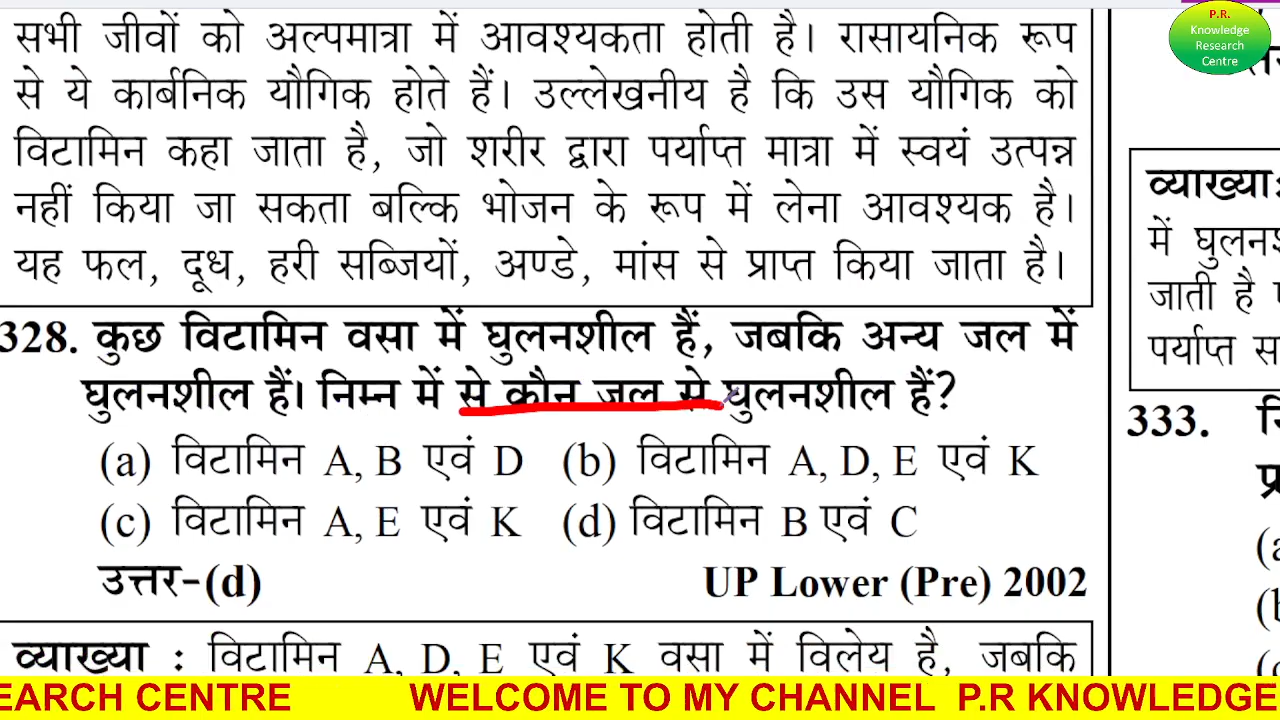 सभी जीवों को अल्पमात्रा में आवश्यकता होती है। रासायनिक रूप
से ये कार्बनिक यौगिक होते हैं। उल्लेखनीय है कि उस यौगिक को
विटामिन कहा जाता है, जो शरीर द्वारा पर्याप्त मात्रा में स्वयं उत्पन्न
नहीं किया जा सकता बल्कि भोजन के रूप में लेना आवश्यक है।
यह फल, दूध, हरी सब्जियों, अण्डे, मांस से प्राप्त किया जाता है।
328. कुछ विटामिन वसा में घुलनशील हैं, जबकि अन्य जल में
घुलनशील हैं। निम्न में से कौन जल से घुलनशील हैं?
(a) विटामिन A, B एवं D (b) विटामिन A, D, E एवं K
(c) विटामिन A, E एवं K (d) विटामिन B एवं C
उत्तर-(d) UP Lower (Pre) 2002
व्याख्या : विटामिन A, D, E एवं K वसा में विलेय है, जबकि
P.R.
Knowledge
Research
Centre
व्याख्याः
में घुलनश
जाती है
पर्याप्त स
333.
EARCH CENTRE WELCOME TO MY CHANNEL P.R KNOWLEDGE